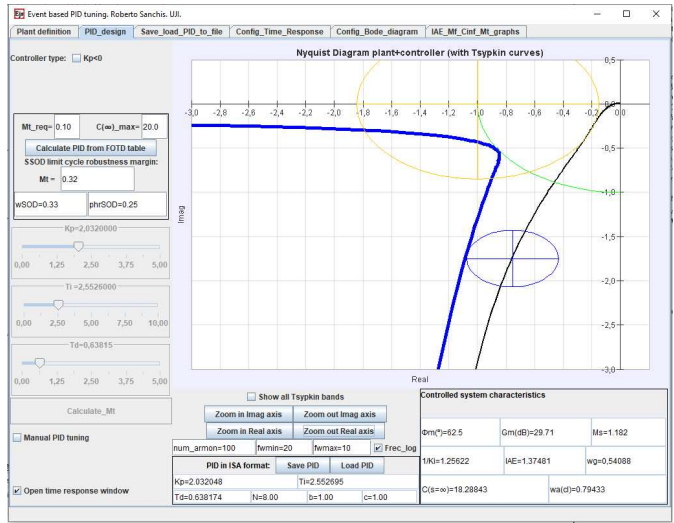 Event based PID tuning. Roberto Sanchis. UJI.
Plant definition PID_design Save_load_PID_to_file Config_Time_Response Config_Bode_diagram IAE_Mf_Cinf_Mt_graphs
Controller type: Kp<0
Nyquist Diagram plant+controller (with Tsypkin curves)
0,5
-3,0 -2,8 -2,6 -2,4 -2,2 -2,0 -1,8 -1,6 -1,4 -1,2 -1,0 -0,8 -0,6 -0,4 -0,2 0,0
-0,5
-1,0
-1,5
-2,0
-2,5
-3,0
Imag
Real
Mt_req= 0.10 C(∞)_max= 20.0
Calculate PID from FOTD table
SSOD limit cycle robustness margin:
Mt = 0.32
wSOD=0.33 phrSOD=0.25
Kp=2,0320000
0,00 1,25 2,50 3,75 5,00
Ti =2,5526000
0,00 2,50 5,00 7,50 10,00
Td=0,63815
0,00 1,25 2,50 3,75 5,00
Calculate_Mt
Manual PID tuning
Open time response window
Show all Tsypkin bands
Zoom in Imag axis Zoom out Imag axis
Zoom in Real axis Zoom out Real axis
num_armon=100 fwmin=20 fwmax=10 Frec_log
PID in ISA format: Save PID Load PID
Kp=2.032048 Ti=2.552695
Td=0.638174 N=8.00 b=1.00 c=1.00
Controlled system characteristics
Φm(º)=62.5 Gm(dB)=29.71 Ms=1.182
1/Ki=1.25622 IAE=1.37481 wg=0,54088
C(s=∞)=18.28843 wa(cl)=0.79433